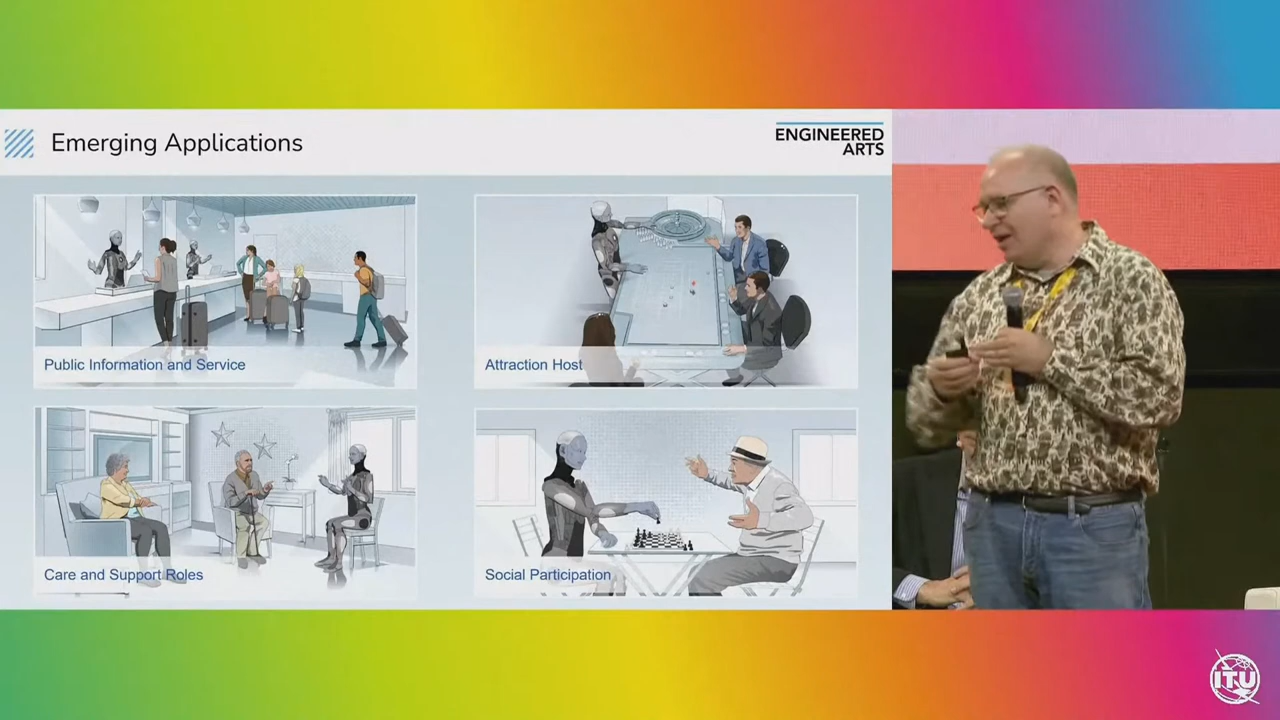 Emerging Applications
ENGINEERED
ARTS
Public Information and Service
Attraction Host
Care and Support Roles
Social Participation
ITU